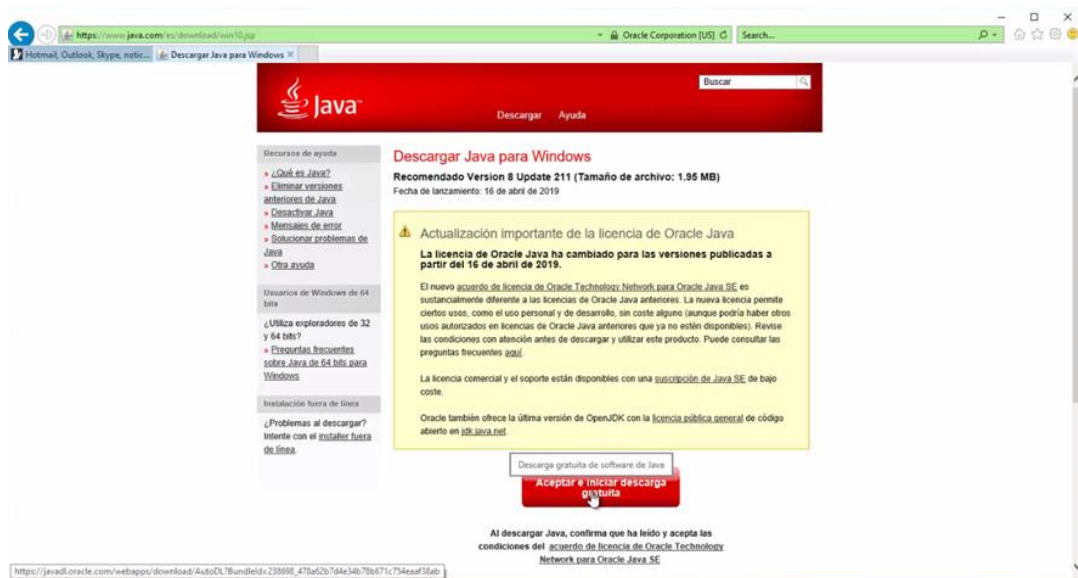 https://www.java.com/es/download/win10.jsp
Oracle Corporation [US]
Search...
Hotmail, Outlook, Skype, notic...
Descargar Java para Windows
Java
Buscar
Descargar Ayuda
Recursos de ayuda
» ¿Qué es Java?
» Eliminar versiones
anteriores de Java
» Desactivar Java
» Mensajes de error
» Solucionar problemas de
Java
» Otra ayuda
Usuarios de Windows de 64
bits
¿Utiliza exploradores de 32
y 64 bits?
» Preguntas frecuentes
sobre Java de 64 bits para
Windows
Instalación fuera de línea
¿Problemas al descargar?
Intente con el installer fuera
de línea.
Descargar Java para Windows
Recomendado Version 8 Update 211 (Tamaño de archivo: 1.95 MB)
Fecha de lanzamiento: 16 de abril de 2019
Actualización importante de la licencia de Oracle Java
La licencia de Oracle Java ha cambiado para las versiones publicadas a
partir del 16 de abril de 2019.
El nuevo acuerdo de licencia de Oracle Technology Network para Oracle Java SE es
sustancialmente diferente a las licencias de Oracle Java anteriores. La nueva licencia permite
ciertos usos, como el uso personal y de desarrollo, sin coste alguno (aunque podría haber otros
usos autorizados en licencias de Oracle Java anteriores que ya no estén disponibles). Revise
las condiciones con atención antes de descargar y utilizar este producto. Puede consultar las
preguntas frecuentes aquí.
La licencia comercial y el soporte están disponibles con una suscripción de Java SE de bajo
coste.
Oracle también ofrece la última versión de OpenJDK con la licencia pública general de código
abierto en jdk.java.net.
Descarga gratuita de software de Java
Aceptar e iniciar descarga
gratuita
Al descargar Java, confirma que ha leído y acepta las
condiciones del acuerdo de licencia de Oracle Technology
Network para Oracle Java SE
https://javadl.oracle.com/webapps/download/AutoDL?BundleId=238698_478a62b7d4e34b78b671c754eaaf38ab